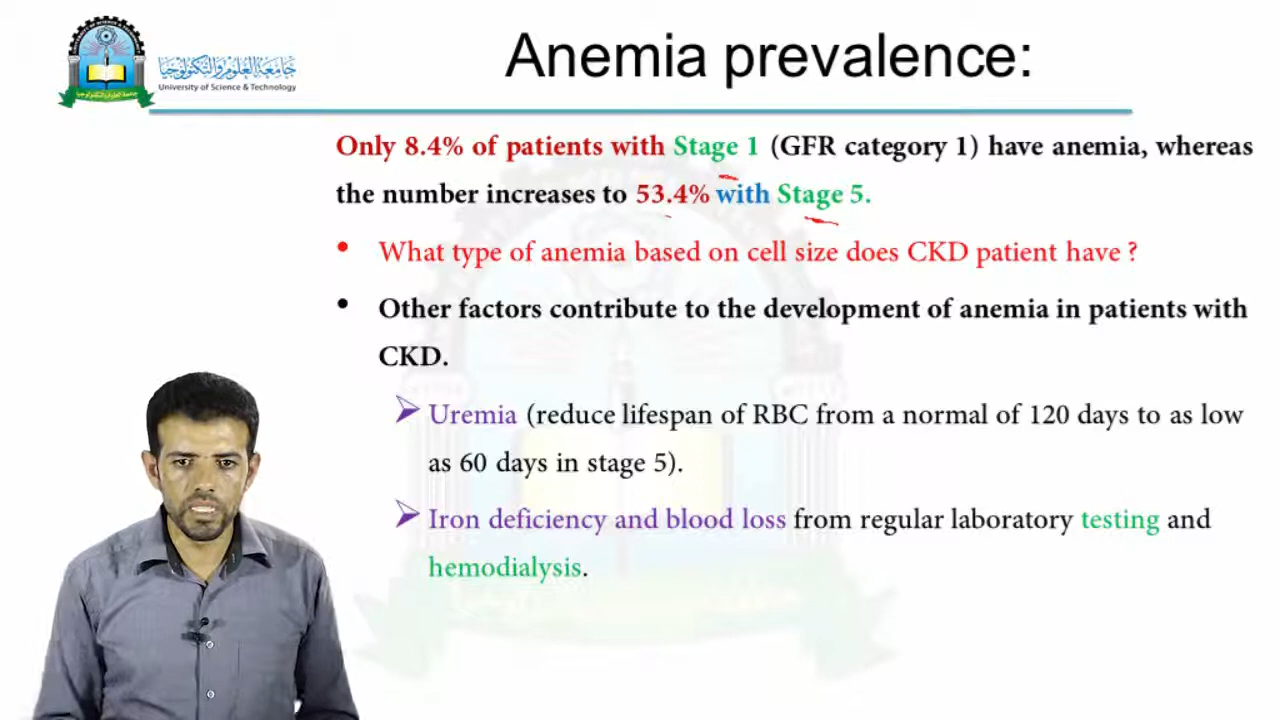 Anemia prevalence:
جامعة العلوم والتكنولوجيا
University of Science & Technology
Only 8.4% of patients with Stage 1 (GFR category 1) have anemia, whereas
the number increases to 53.4% with Stage 5.
• What type of anemia based on cell size does CKD patient have ?
• Other factors contribute to the development of anemia in patients with
CKD.
➢ Uremia (reduce lifespan of RBC from a normal of 120 days to as low
as 60 days in stage 5).
➢ Iron deficiency and blood loss from regular laboratory testing and
hemodialysis.